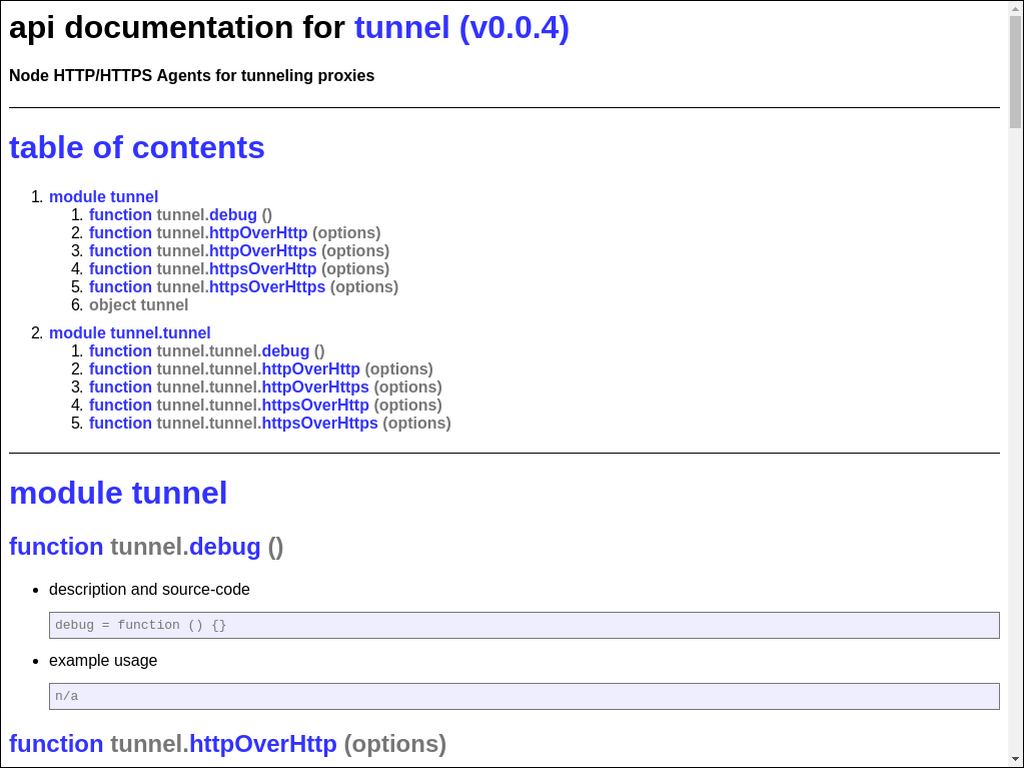 api documentation for tunnel (v0.0.4)
Node HTTP/HTTPS Agents for tunneling proxies
table of contents
1. module tunnel
1. function tunnel.debug ()
2. function tunnel.httpOverHttp (options)
3. function tunnel.httpOverHttps (options)
4. function tunnel.httpsOverHttp (options)
5. function tunnel.httpsOverHttps (options)
6. object tunnel
2. module tunnel.tunnel
1. function tunnel.tunnel.debug ()
2. function tunnel.tunnel.httpOverHttp (options)
3. function tunnel.tunnel.httpOverHttps (options)
4. function tunnel.tunnel.httpsOverHttp (options)
5. function tunnel.tunnel.httpsOverHttps (options)
module tunnel
function tunnel.debug ()
• description and source-code
debug = function () {}
• example usage
n/a
function tunnel.httpOverHttp (options)